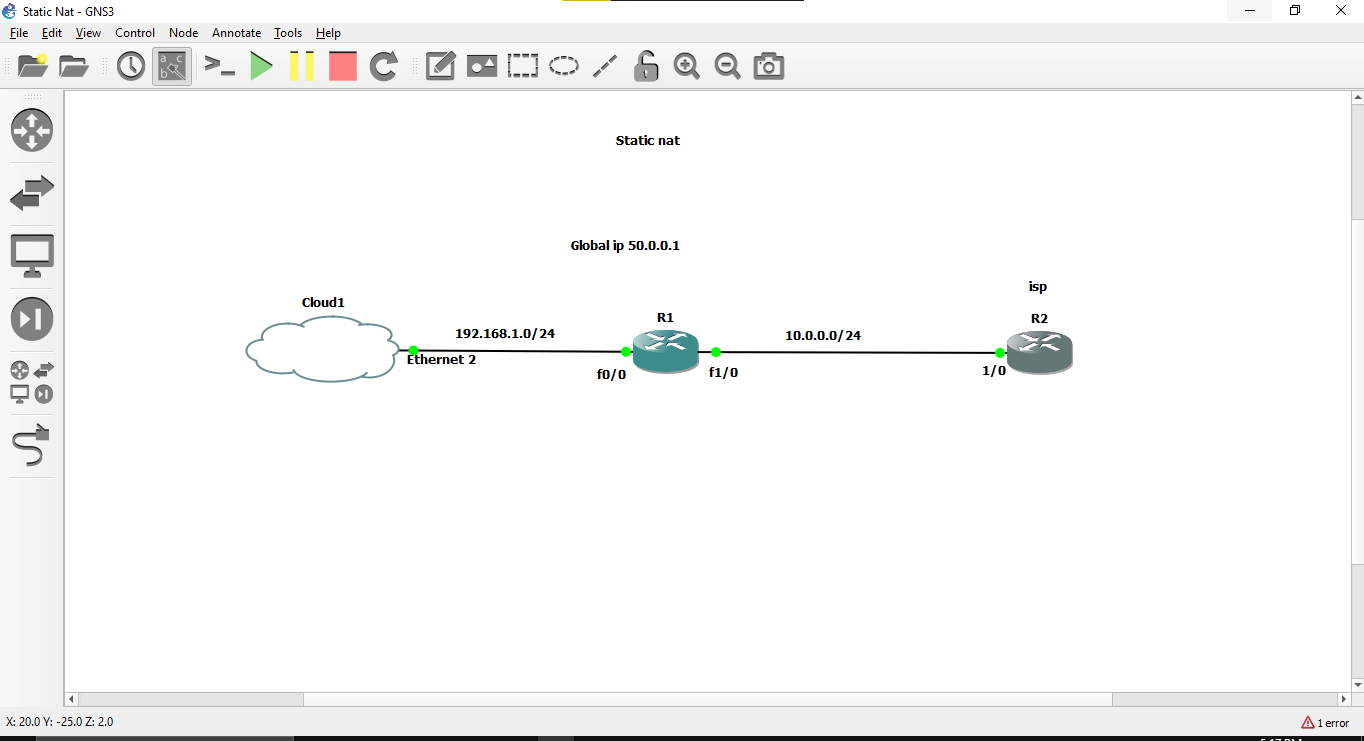 Static Nat - GNS3
File Edit View Control Node Annotate Tools Help
Static nat
Global ip 50.0.0.1
isp
Cloud1
R1
R2
192.168.1.0/24
10.0.0.0/24
Ethernet 2
f0/0
f1/0
1/0
X: 20.0 Y: -25.0 Z: 2.0
1 error